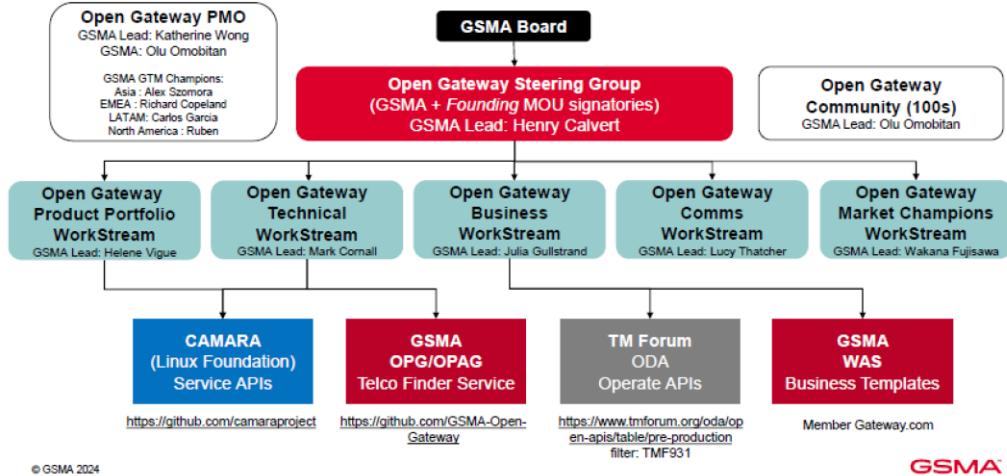 Open Gateway PMO
GSMA Lead: Katherine Wong
GSMA: Olu Omobitan
GSMA GTM Champions:
Asia : Alex Szomora
EMEA : Richard Copeland
LATAM: Carlos Garcia
North America : Ruben
GSMA Board
Open Gateway Steering Group
(GSMA + Founding MOU signatories)
GSMA Lead: Henry Calvert
Open Gateway
Community (100s)
GSMA Lead: Olu Omobitan
Open Gateway
Product Portfolio
WorkStream
GSMA Lead: Helene Vigue
Open Gateway
Technical
WorkStream
GSMA Lead: Mark Cornall
Open Gateway
Business
WorkStream
GSMA Lead: Julia Gullstrand
Open Gateway
Comms
WorkStream
GSMA Lead: Lucy Thatcher
Open Gateway
Market Champions
WorkStream
GSMA Lead: Wakana Fujisawa
CAMARA
(Linux Foundation)
Service APIs
https://github.com/camaraproject
GSMA
OPG/OPAG
Telco Finder Service
https://github.com/GSMA-Open-
Gateway
TM Forum
ODA
Operate APIs
https://www.tmforum.org/oda/op
en-apis/table/pre-production
filter: TMF931
GSMA
WAS
Business Templates
Member Gateway.com
© GSMA 2024
GSMA